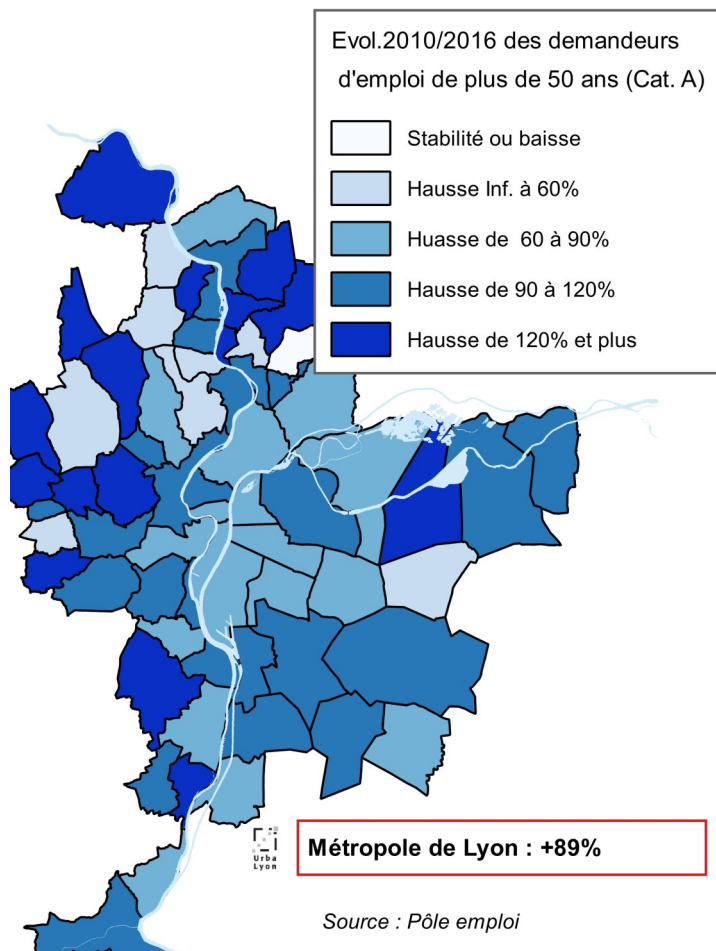 Evol.2010/2016 des demandeurs
d'emploi de plus de 50 ans (Cat. A)
Stabilité ou baisse
Hausse Inf. à 60%
Huasse de 60 à 90%
Hausse de 90 à 120%
Hausse de 120% et plus
Urba
Lyon
Métropole de Lyon : +89%
Source : Pôle emploi